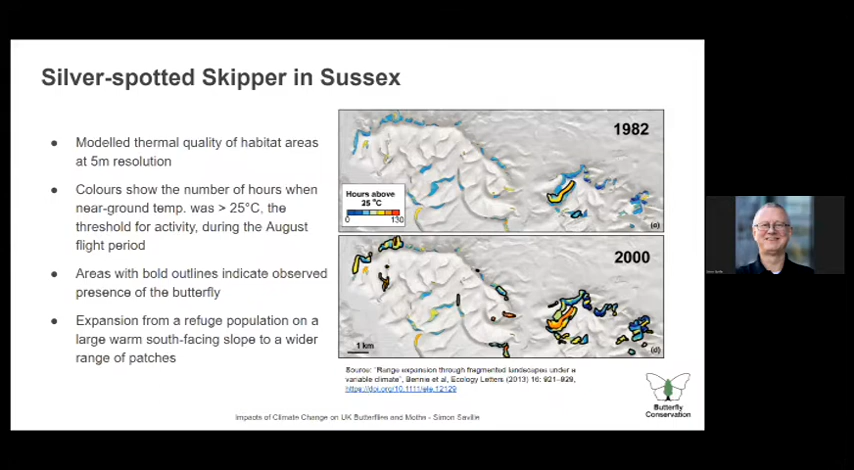 Silver-spotted Skipper in Sussex
● Modelled thermal quality of habitat areas
at 5m resolution
● Colours show the number of hours when
near-ground temp. was > 25°C, the
threshold for activity, during the August
flight period
● Areas with bold outlines indicate observed
presence of the butterfly
● Expansion from a refuge population on a
large warm south-facing slope to a wider
range of patches
1982
Hours above
25 °C
0 130
(c)
2000
1 km
(d)
Source: 'Range expansion through fragmented landscapes under a
variable climate', Bennie et al, Ecology Letters (2013) 16: 921–929,
https://doi.org/10.1111/ele.12129
Butterfly
Conservation
Impacts of Climate Change on UK Butterflies and Moths - Simon Saville